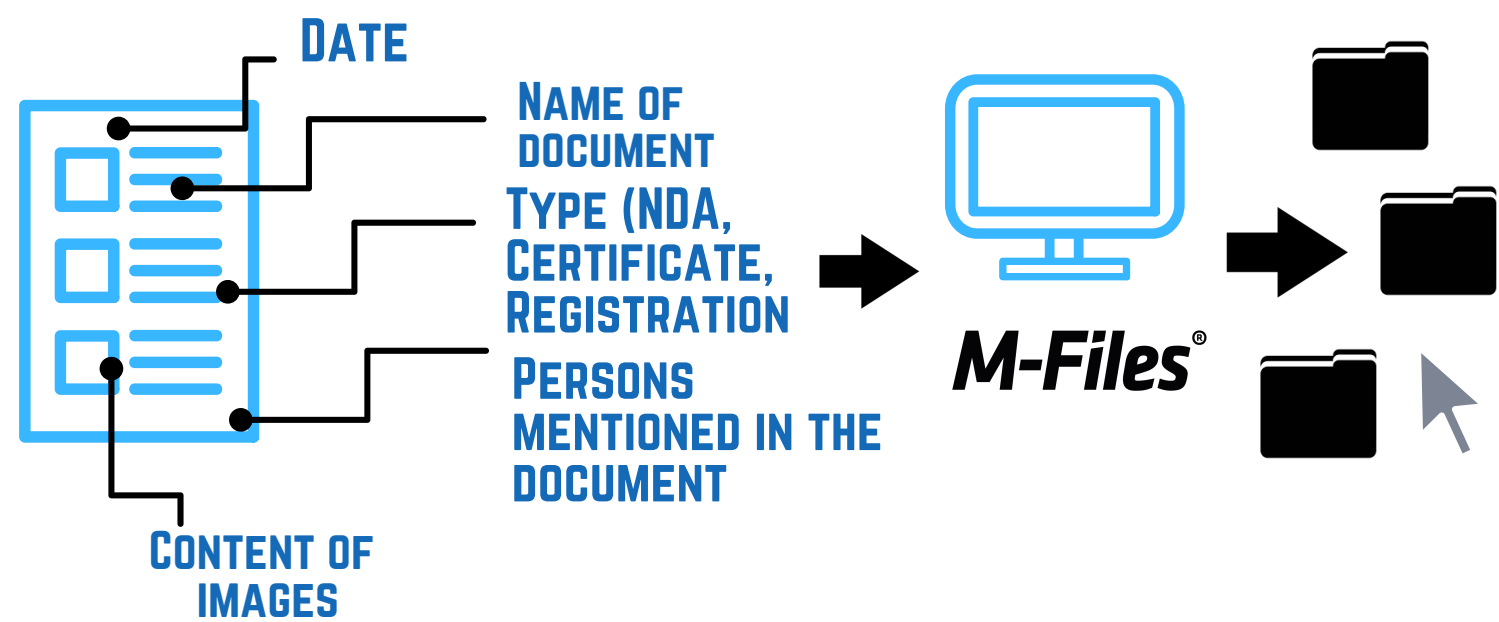 Date
Name of
document
Type (NDA,
Certificate,
Registration
Persons
mentioned in the
document
Content of
images
M-Files®